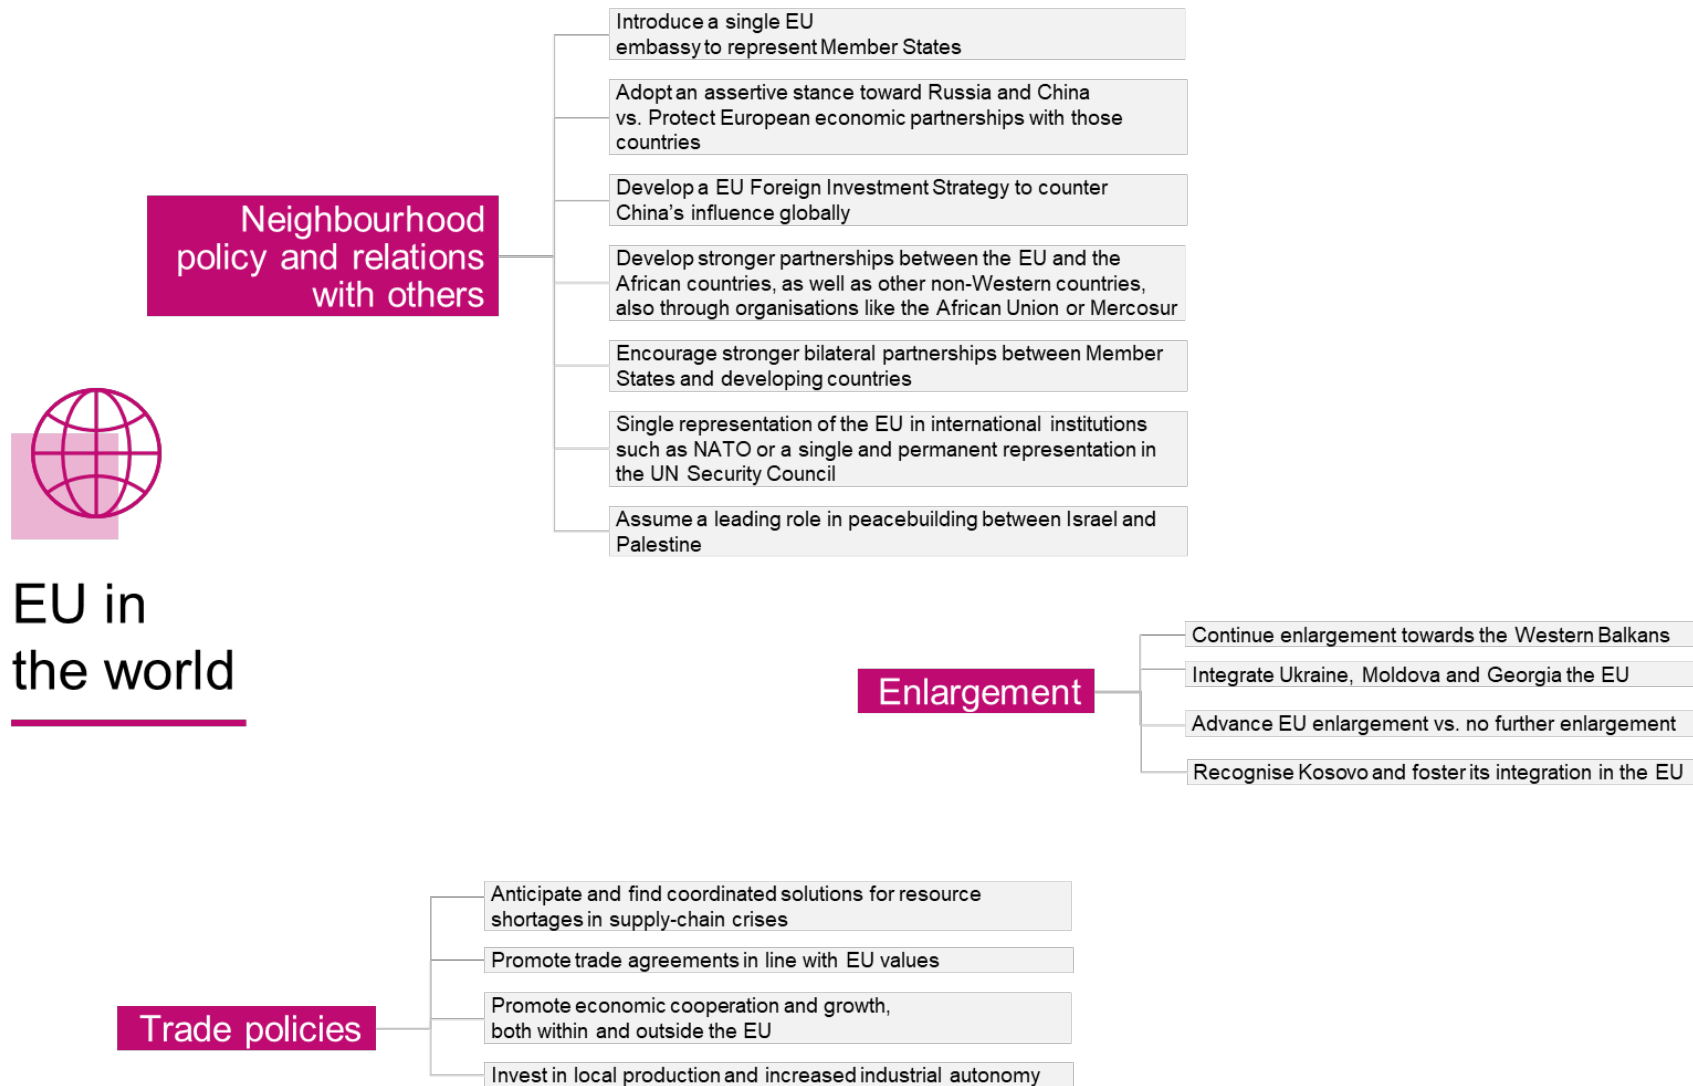 EU in
the world
Neighbourhood
policy and relations
with others
Introduce a single EU
embassy to represent Member States
Adopt an assertive stance toward Russia and China
vs. Protect European economic partnerships with those
countries
Develop a EU Foreign Investment Strategy to counter
China's influence globally
Develop stronger partnerships between the EU and the
African countries, as well as other non-Western countries,
also through organisations like the African Union or Mercosur
Encourage stronger bilateral partnerships between Member
States and developing countries
Single representation of the EU in international institutions
such as NATO or a single and permanent representation in
the UN Security Council
Assume a leading role in peacebuilding between Israel and
Palestine
Enlargement
Continue enlargement towards the Western Balkans
Integrate Ukraine, Moldova and Georgia the EU
Advance EU enlargement vs. no further enlargement
Recognise Kosovo and foster its integration in the EU
Trade policies
Anticipate and find coordinated solutions for resource
shortages in supply-chain crises
Promote trade agreements in line with EU values
Promote economic cooperation and growth,
both within and outside the EU
Invest in local production and increased industrial autonomy